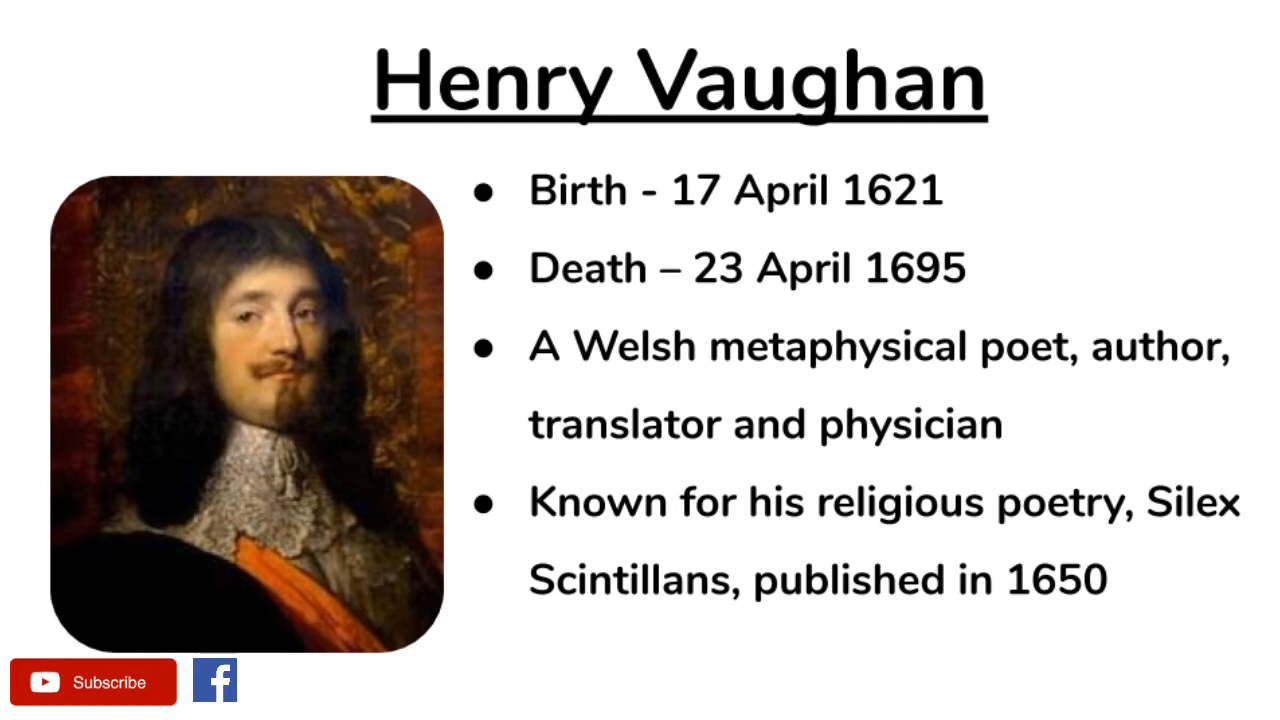 Henry Vaughan
● Birth - 17 April 1621
● Death – 23 April 1695
● A Welsh metaphysical poet, author,
translator and physician
● Known for his religious poetry, Silex
Scintillans, published in 1650
Subscribe